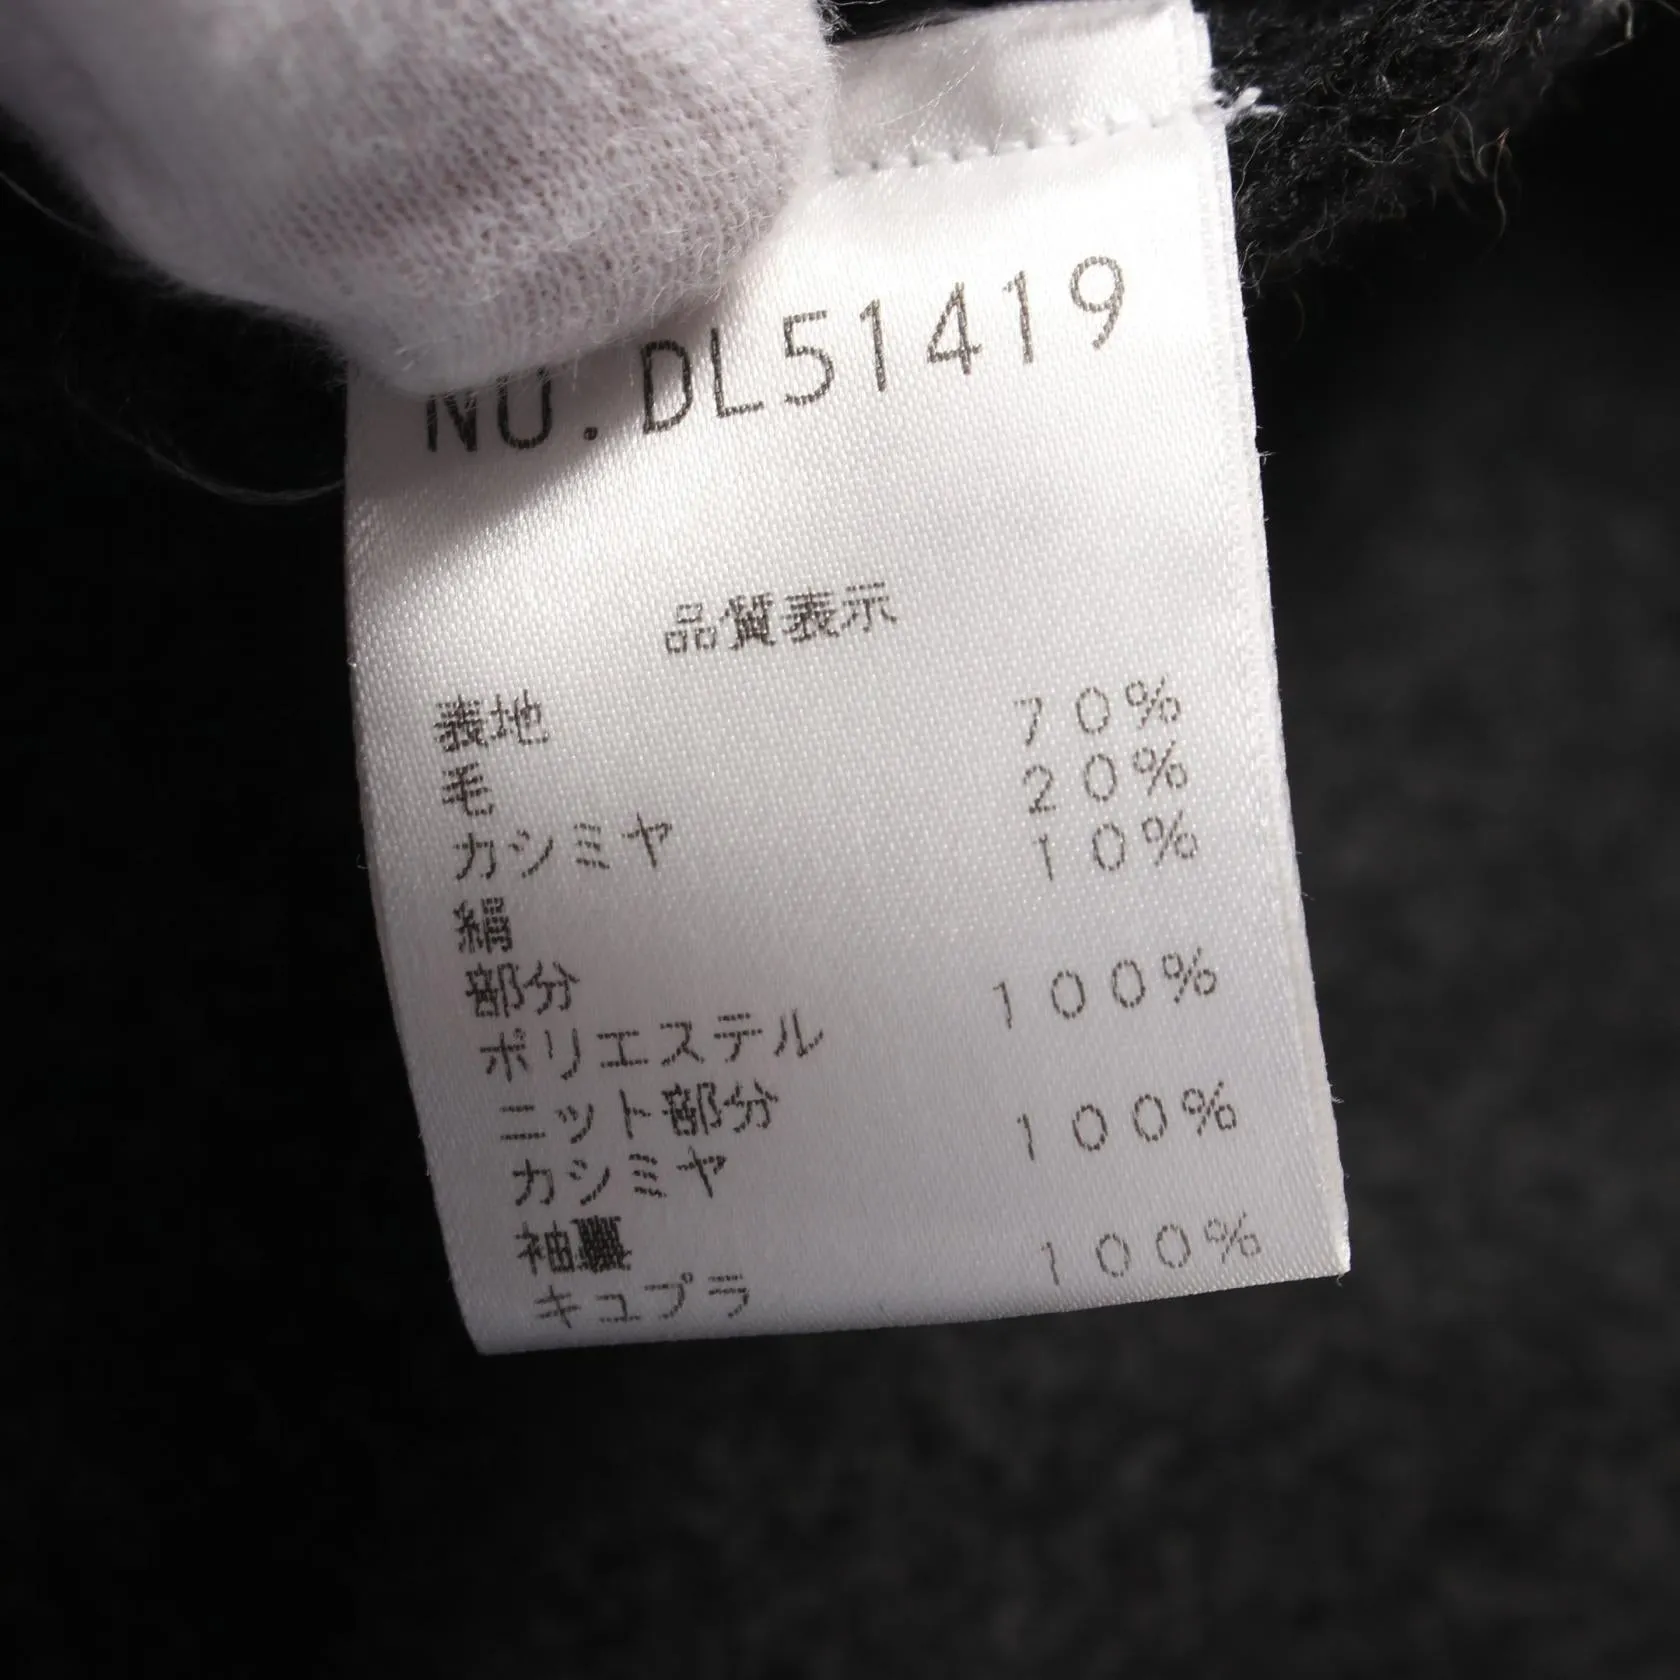 NO.DL51419
品質表示
表地
毛 70%
カシミヤ 20%
絹 10%
部分
ポリエステル 100%
ニット部分
カシミヤ 100%
袖裏
キュプラ 100%